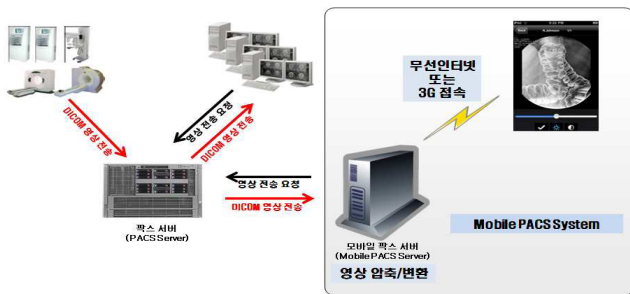 DICOM 영상 전송
영상 전송 요청
DICOM 영상 전송
무선인터넷
또는
3G 접속
영상 전송 요청
DICOM 영상 전송
팍스 서버
(PACS Server)
모바일 팍스 서버
(Mobile PACS Server)
영상 압축/변환
Mobile PACS System